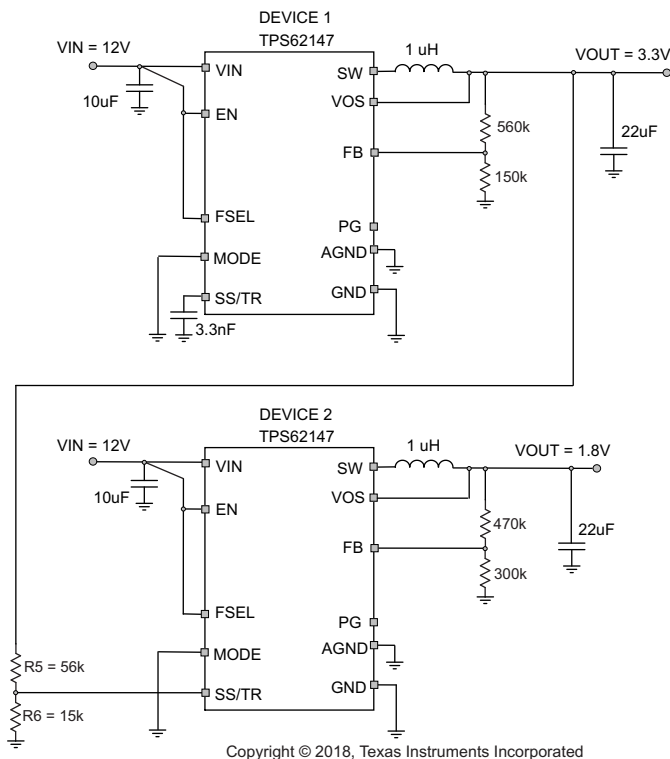 DEVICE 1
TPS62147
VIN = 12V
10uF
VIN
EN
FSEL
MODE
SS/TR
3.3nF
SW
VOS
FB
PG
AGND
GND
1 uH
VOUT = 3.3V
560k
150k
22uF
DEVICE 2
TPS62147
VIN = 12V
10uF
VIN
EN
FSEL
MODE
SS/TR
SW
VOS
FB
PG
AGND
GND
1 uH
VOUT = 1.8V
470k
300k
22uF
R5 = 56k
R6 = 15k
Copyright © 2018, Texas Instruments Incorporated